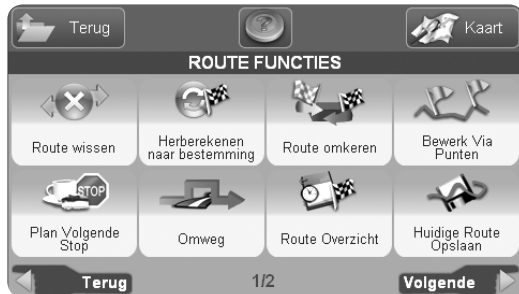 Terug
Kaart
ROUTE FUNCTIES
Route wissen
Herberekenen
naar bestemming
Route omkeren
Bewerk Via
Punten
STOP
Plan Volgende
Stop
Omweg
Route Overzicht
Huidige Route
Opslaan
Terug
1/2
Volgende